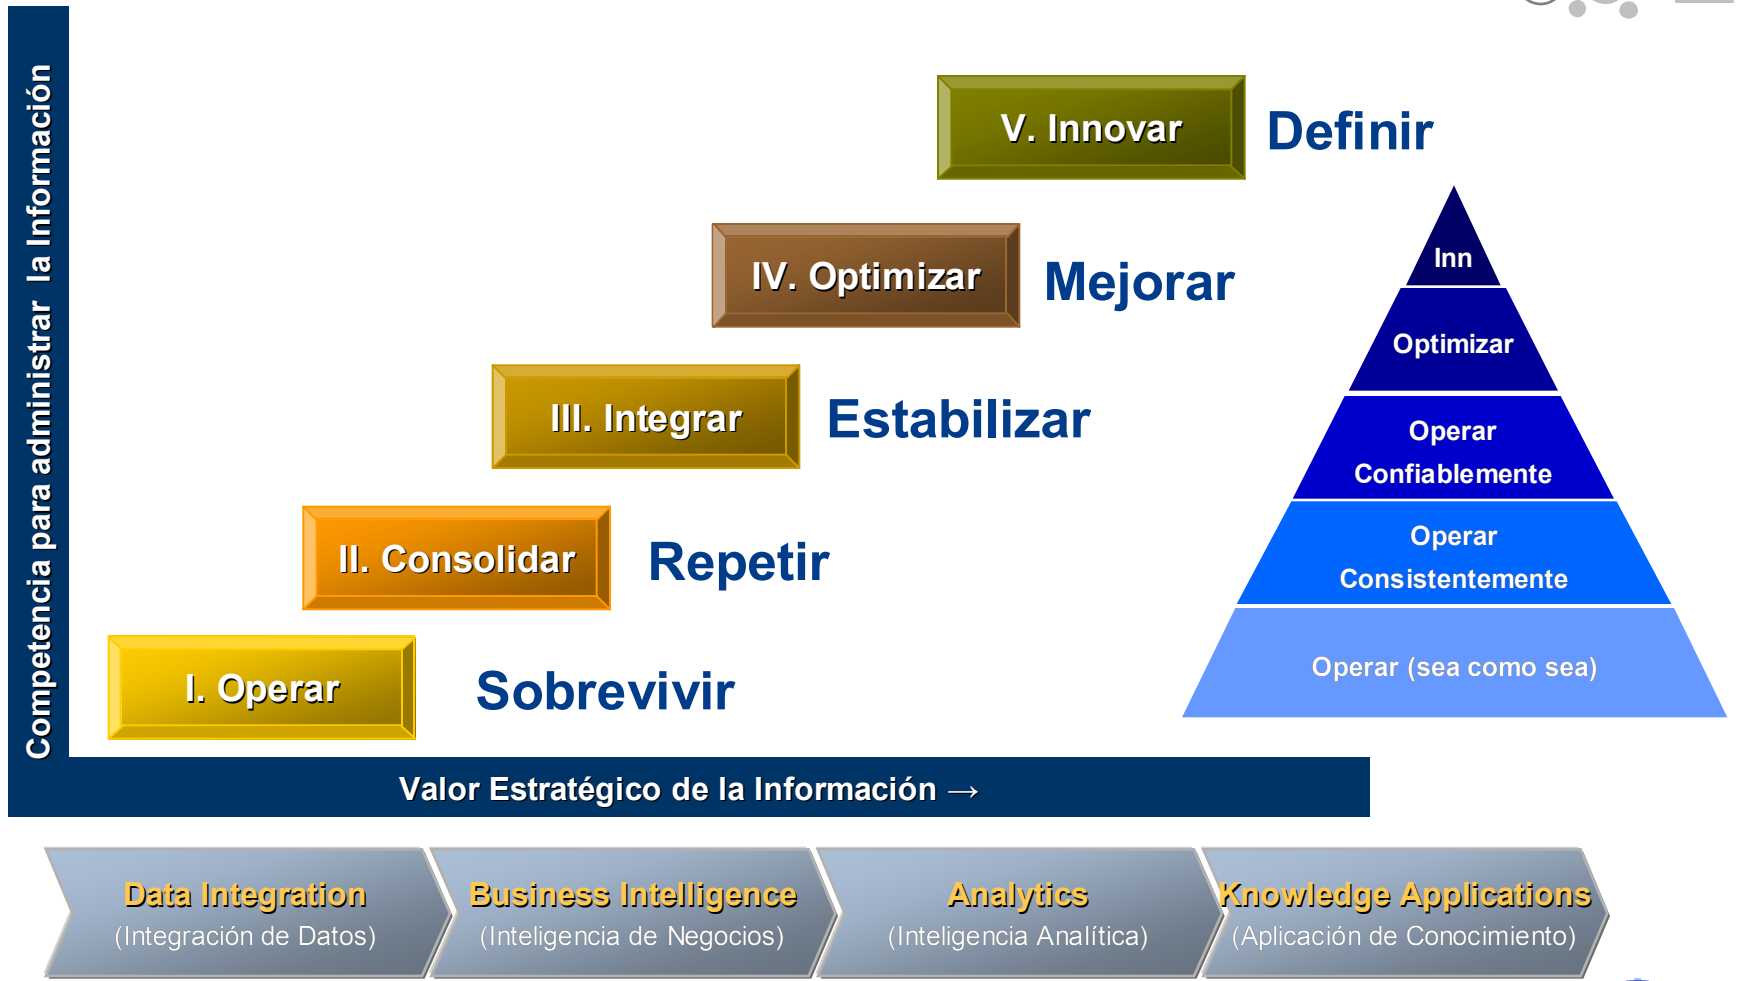 Competencia para administrar la Información
V. Innovar
Definir
IV. Optimizar
Mejorar
III. Integrar
Estabilizar
II. Consolidar
Repetir
I. Operar
Sobrevivir
Inn
Optimizar
Operar
Confiablemente
Operar
Consistentemente
Operar (sea como sea)
Valor Estratégico de la Información →
Data Integration
(Integración de Datos)
Business Intelligence
(Inteligencia de Negocios)
Analytics
(Inteligencia Analítica)
Knowledge Applications
(Aplicación de Conocimiento)